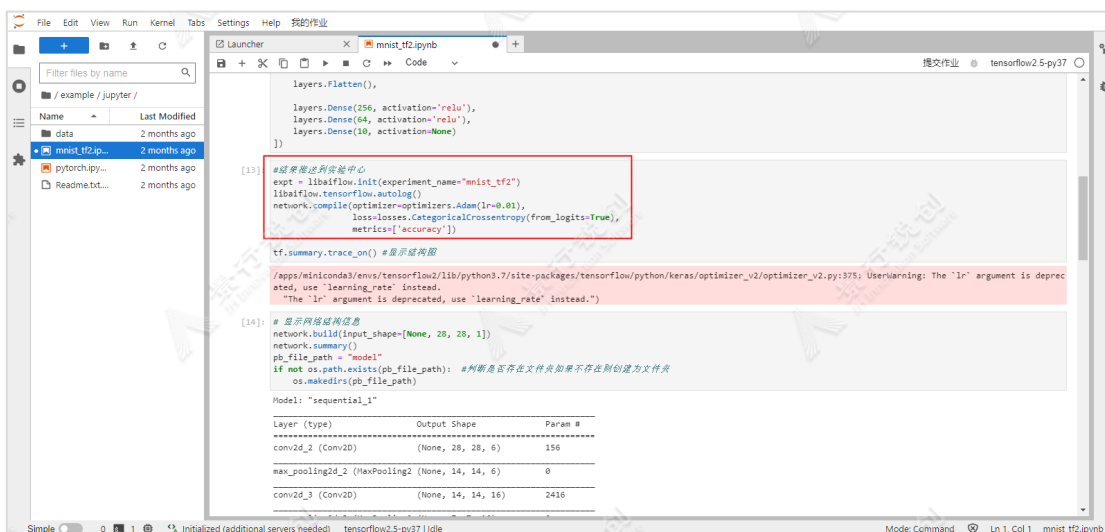 File Edit View Run Kernel Tabs Settings Help 我的作业
Launcher
mnist_tf2.ipynb
Filter files by name
Code
提交作业 tensorflow2.5-py37
/ example / jupyter /
Name Last Modified
data 2 months ago
mnist_tf2.ip... 2 months ago
pytorch.ipy... 2 months ago
Readme.txt.... 2 months ago
layers.Flatten(),
layers.Dense(256, activation='relu'),
layers.Dense(64, activation='relu'),
layers.Dense(10, activation=None)
])
[13]: #结果推送到实验中心
expt = libaiflow.init(experiment_name="mnist_tf2")
libaiflow.tensorflow.autolog()
network.compile(optimizer=optimizers.Adam(lr=0.01),
loss=losses.CategoricalCrossentropy(from_logits=True),
metrics=['accuracy'])
tf.summary.trace_on() #显示结构图
/apps/miniconda3/envs/tensorflow2/lib/python3.7/site-packages/tensorflow/python/keras/optimizer_v2/optimizer_v2.py:375: UserWarning: The `lr` argument is deprec
ated, use `learning_rate` instead.
"The `lr` argument is deprecated, use `learning_rate` instead.")
[14]: # 显示网络结构信息
network.build(input_shape=[None, 28, 28, 1])
network.summary()
pb_file_path = "model"
if not os.path.exists(pb_file_path): #判断是否存在文件夹如果不存在则创建为文件夹
os.makedirs(pb_file_path)
Model: "sequential_1"
Layer (type) Output Shape Param #
conv2d_2 (Conv2D) (None, 28, 28, 6) 156
max_pooling2d_2 (MaxPooling2 (None, 14, 14, 6) 0
conv2d_3 (Conv2D) (None, 14, 14, 16) 2416
Simple 0 1 Initialized (additional servers needed) tensorflow2.5-py37 | Idle Mode: Command Ln 1, Col 1 mnist_tf2.ipynb